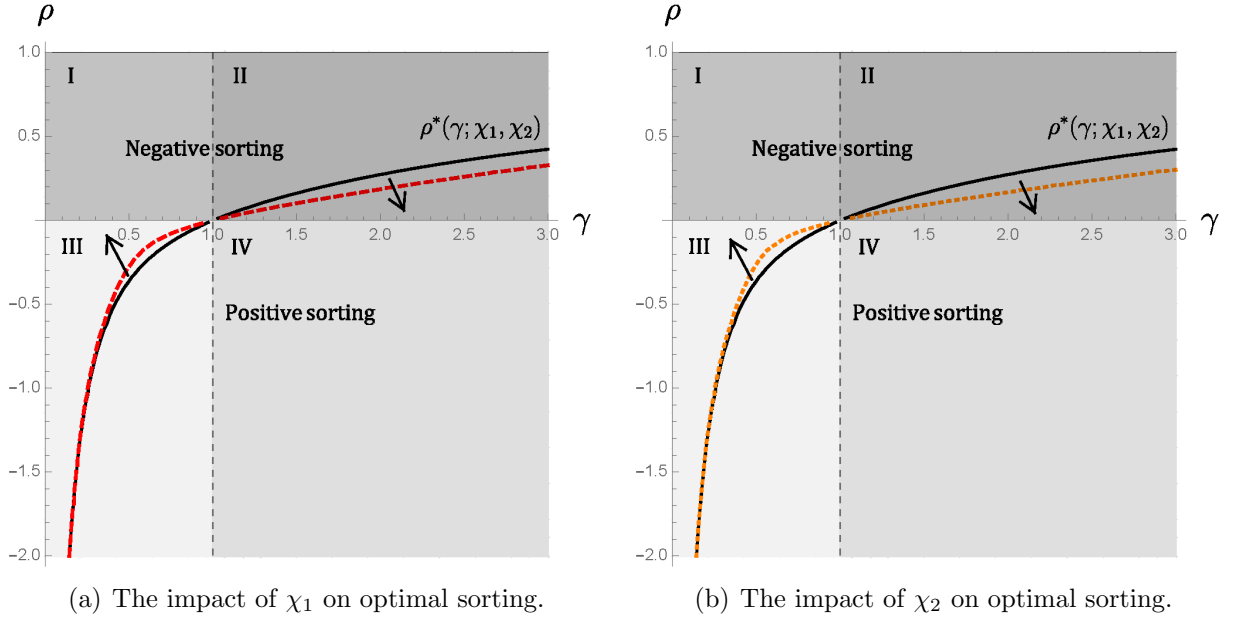 ρ
1.0
I
II
ρ*(γ; χ1, χ2)
0.5
Negative sorting
0.5
1.0
1.5
2.0
2.5
3.0
γ
III
IV
−0.5
Positive sorting
−1.0
−1.5
−2.0
(a) The impact of χ1 on optimal sorting.
ρ
1.0
I
II
ρ*(γ; χ1, χ2)
0.5
Negative sorting
0.5
1.0
1.5
2.0
2.5
3.0
γ
III
IV
−0.5
Positive sorting
−1.0
−1.5
−2.0
(b) The impact of χ2 on optimal sorting.